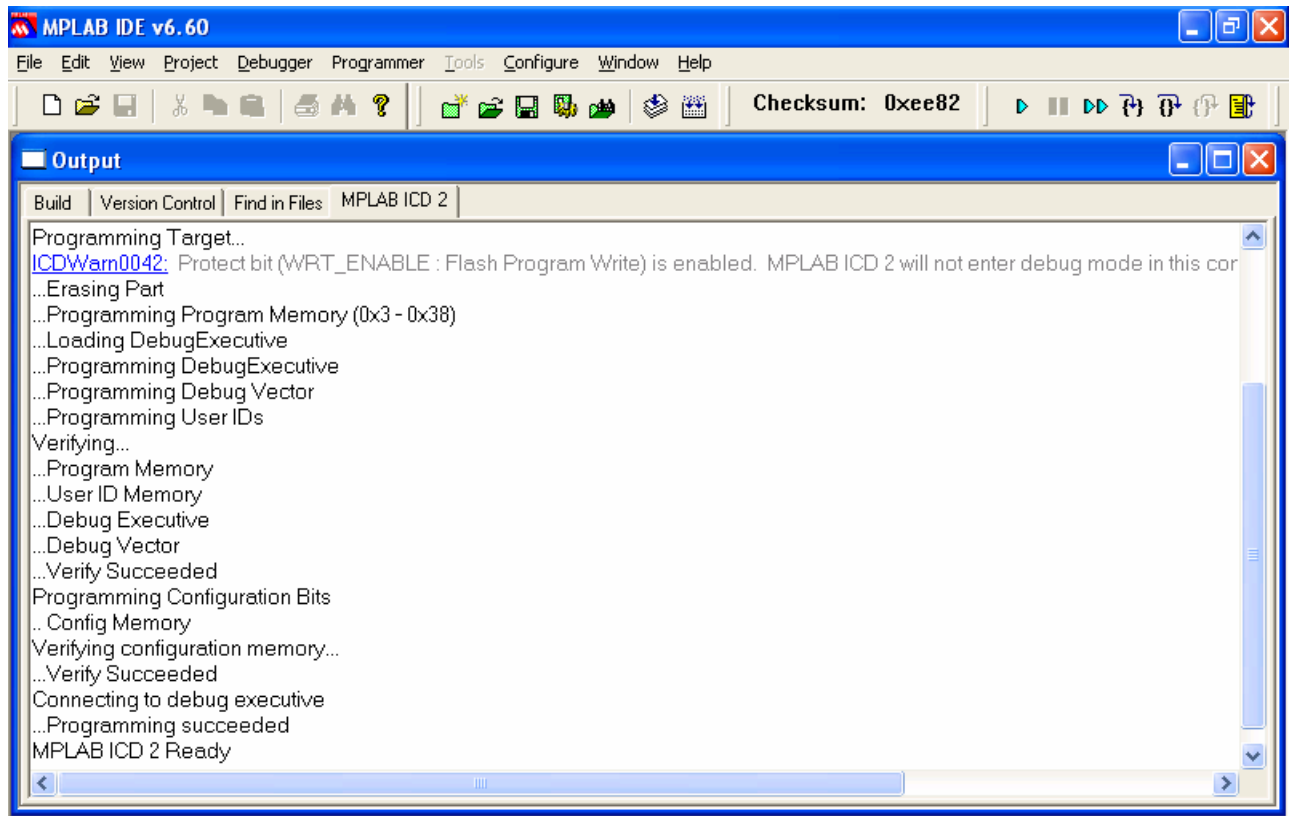 MPLAB IDE v6.60
File Edit View Project Debugger Programmer Tools Configure Window Help
Checksum: 0xee82
Output
Build Version Control Find in Files MPLAB ICD 2
Programming Target...
ICDWarn0042: Protect bit (WRT_ENABLE : Flash Program Write) is enabled. MPLAB ICD 2 will not enter debug mode in this cor
...Erasing Part
...Programming Program Memory (0x3 - 0x38)
...Loading DebugExecutive
...Programming DebugExecutive
...Programming Debug Vector
...Programming User IDs
Verifying...
...Program Memory
...User ID Memory
...Debug Executive
...Debug Vector
...Verify Succeeded
Programming Configuration Bits
.. Config Memory
Verifying configuration memory...
...Verify Succeeded
Connecting to debug executive
...Programming succeeded
MPLAB ICD 2 Ready